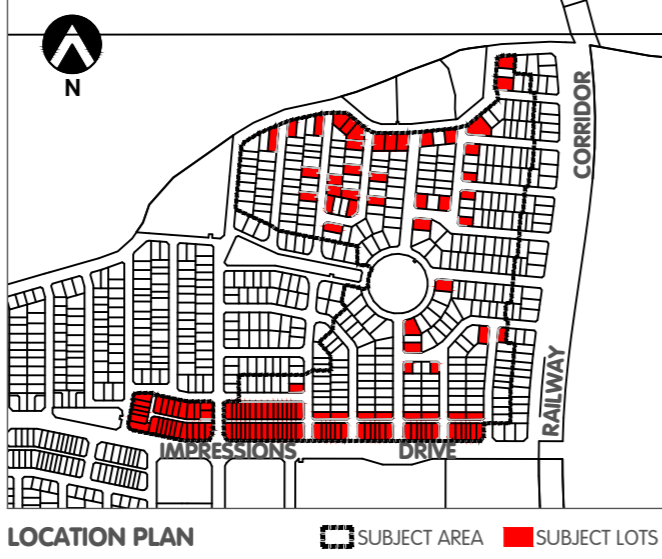 N
CORRIDOR
RAILWAY
IMPRESSIONS DRIVE
LOCATION PLAN SUBJECT AREA SUBJECT LOTS